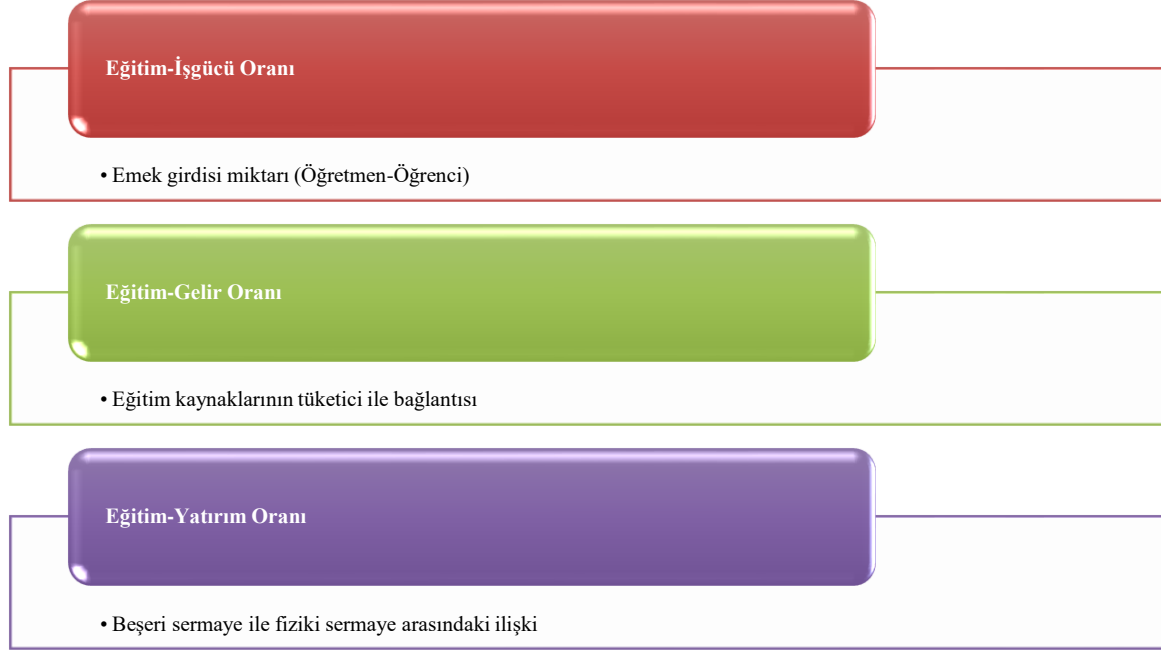 Eğitim-İşgücü Oranı
• Emek girdisi miktarı (Öğretmen-Öğrenci)
Eğitim-Gelir Oranı
• Eğitim kaynaklarının tüketici ile bağlantısı
Eğitim-Yatırım Oranı
• Beşeri sermaye ile fiziki sermaye arasındaki ilişki